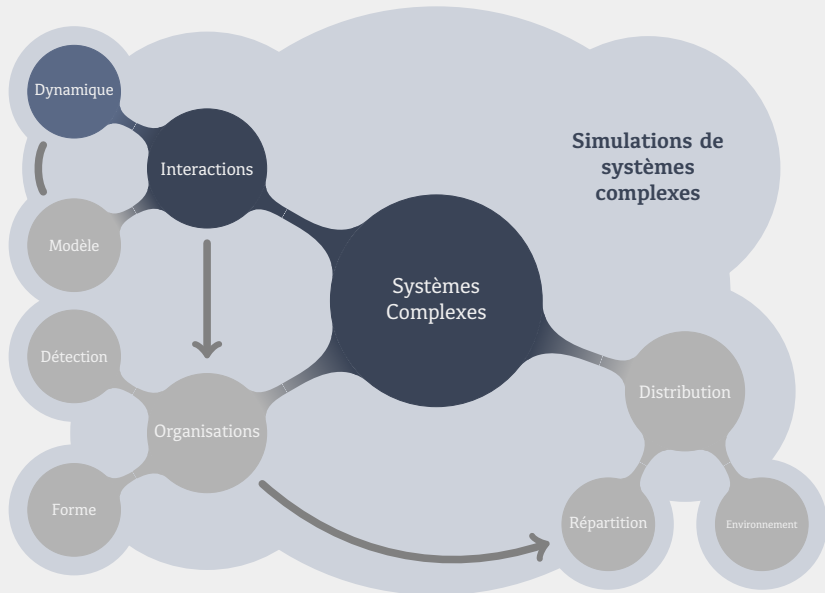 Dynamique
Interactions
Simulations de
systèmes
complexes
Modèle
Systèmes
Complexes
Détection
Organisations
Distribution
Forme
Répartition
Environnement